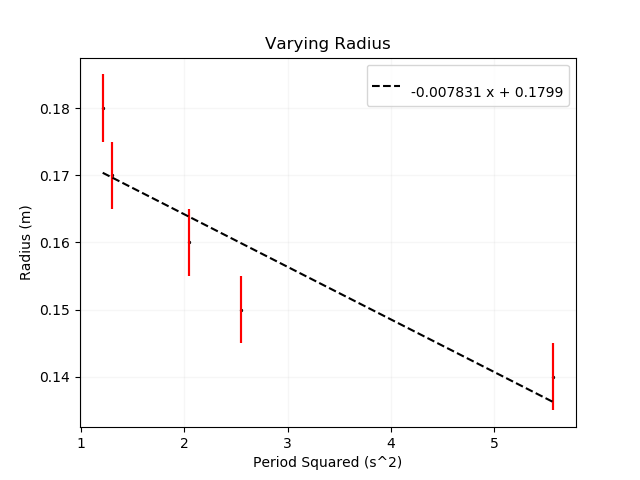 Varying Radius
-0.007831 x + 0.1799
Radius (m)
0.18
0.17
0.16
0.15
0.14
1
2
3
4
5
Period Squared (s^2)